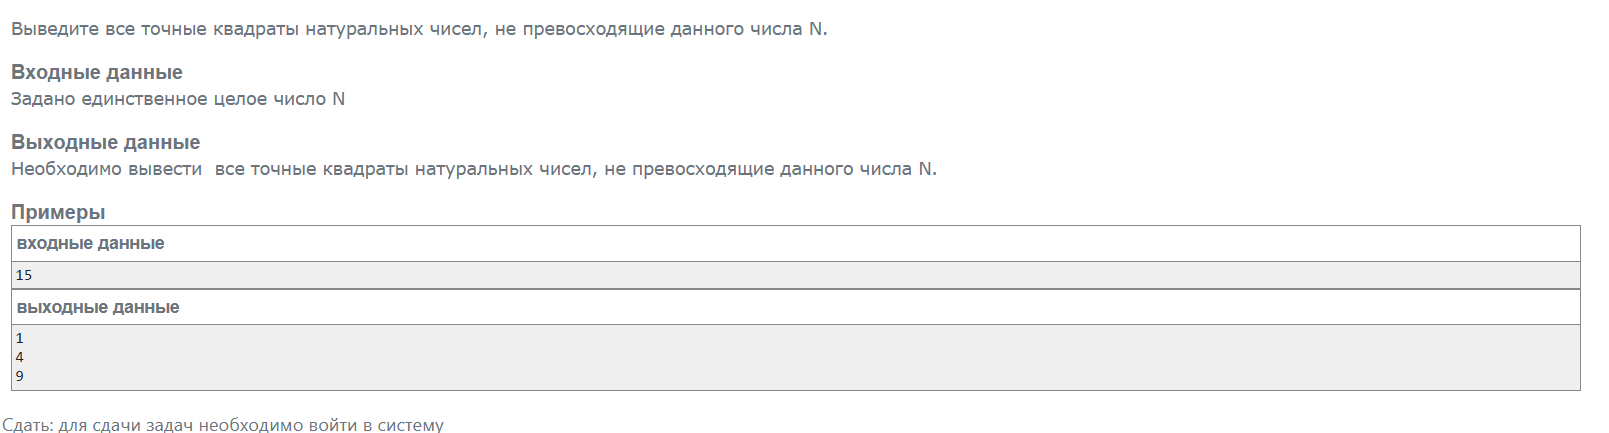 Выведите все точные квадраты натуральных чисел, не превосходящие данного числа N.
Входные данные
Задано единственное целое число N
Выходные данные
Необходимо вывести  все точные квадраты натуральных чисел, не превосходящие данного числа N.
Примеры
входные данные
15
выходные данные
1
4
9
Сдать: для сдачи задач необходимо войти в систему